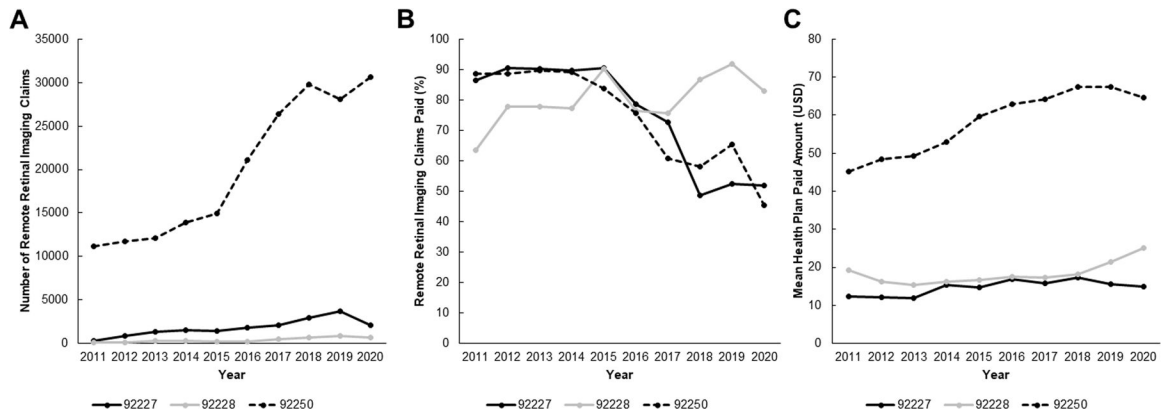 A
B
C
Number of Remote Retinal Imaging Claims
35000
30000
25000
20000
15000
10000
5000
0
2011 2012 2013 2014 2015 2016 2017 2018 2019 2020
Year
92227 92228 92250
Remote Retinal Imaging Claims Paid (%)
100
90
80
70
60
50
40
30
20
10
0
2011 2012 2013 2014 2015 2016 2017 2018 2019 2020
Year
92227 92228 92250
Mean Health Plan Paid Amount (USD)
80
70
60
50
40
30
20
10
0
2011 2012 2013 2014 2015 2016 2017 2018 2019 2020
Year
92227 92228 92250